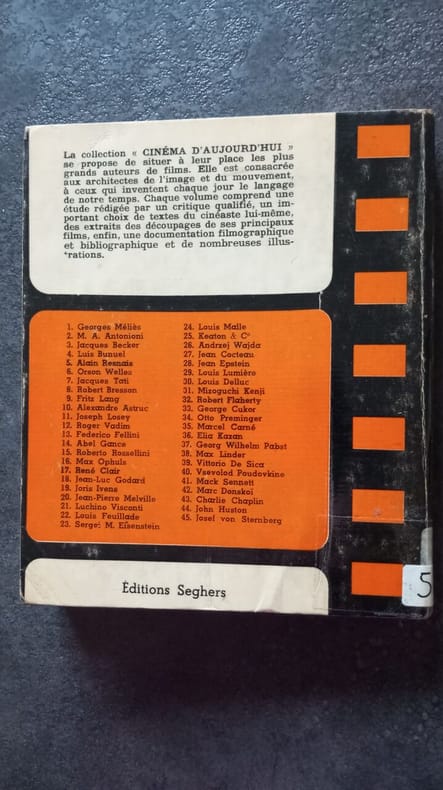 La collection « CINÉMA D'AUJOURD'HUI »
se propose de situer à leur place les plus
grands auteurs de films. Elle est consacrée
aux architectes de l'image et du mouvement,
à ceux qui inventent chaque jour le langage
de notre temps. Chaque volume comprend une
étude rédigée par un critique qualifié, un im-
portant choix de textes du cinéaste lui-même,
des extraits des découpages de ses principaux
films, enfin, une documentation filmographique
et bibliographique et de nombreuses illus-
trations.
1. Georges Méliès
2. M. A. Antonioni
3. Jacques Becker
4. Luis Bunuel
5. Alain Resnais
6. Orson Welles
7. Jacques Tati
8. Robert Bresson
9. Fritz Lang
10. Alexandre Astruc
11. Joseph Losey
12. Roger Vadim
13. Federico Fellini
14. Abel Gance
15. Roberto Rossellini
16. Max Ophuls
17. René Clair
18. Jean-Luc Godard
19. Joris Ivens
20. Jean-Pierre Melville
21. Luchino Visconti
22. Louis Feuillade
23. Serge M. Eisenstein
24. Louis Malle
25. Keaton & Cº
26. Andrzej Wajda
27. Jean Cocteau
28. Jean Epstein
29. Louis Lumière
30. Louis Delluc
31. Mizoguchi Kenji
32. Robert Flaherty
33. George Cukor
34. Otto Preminger
35. Marcel Carné
36. Elia Kazan
37. Georg Wilhelm Pabst
38. Max Linder
39. Vittorio De Sica
40. Vsevolod Poudovkine
41. Mack Sennett
42. Marc Donskoï
43. Charlie Chaplin
44. John Huston
45. Josef von Sternberg
Éditions Seghers
5